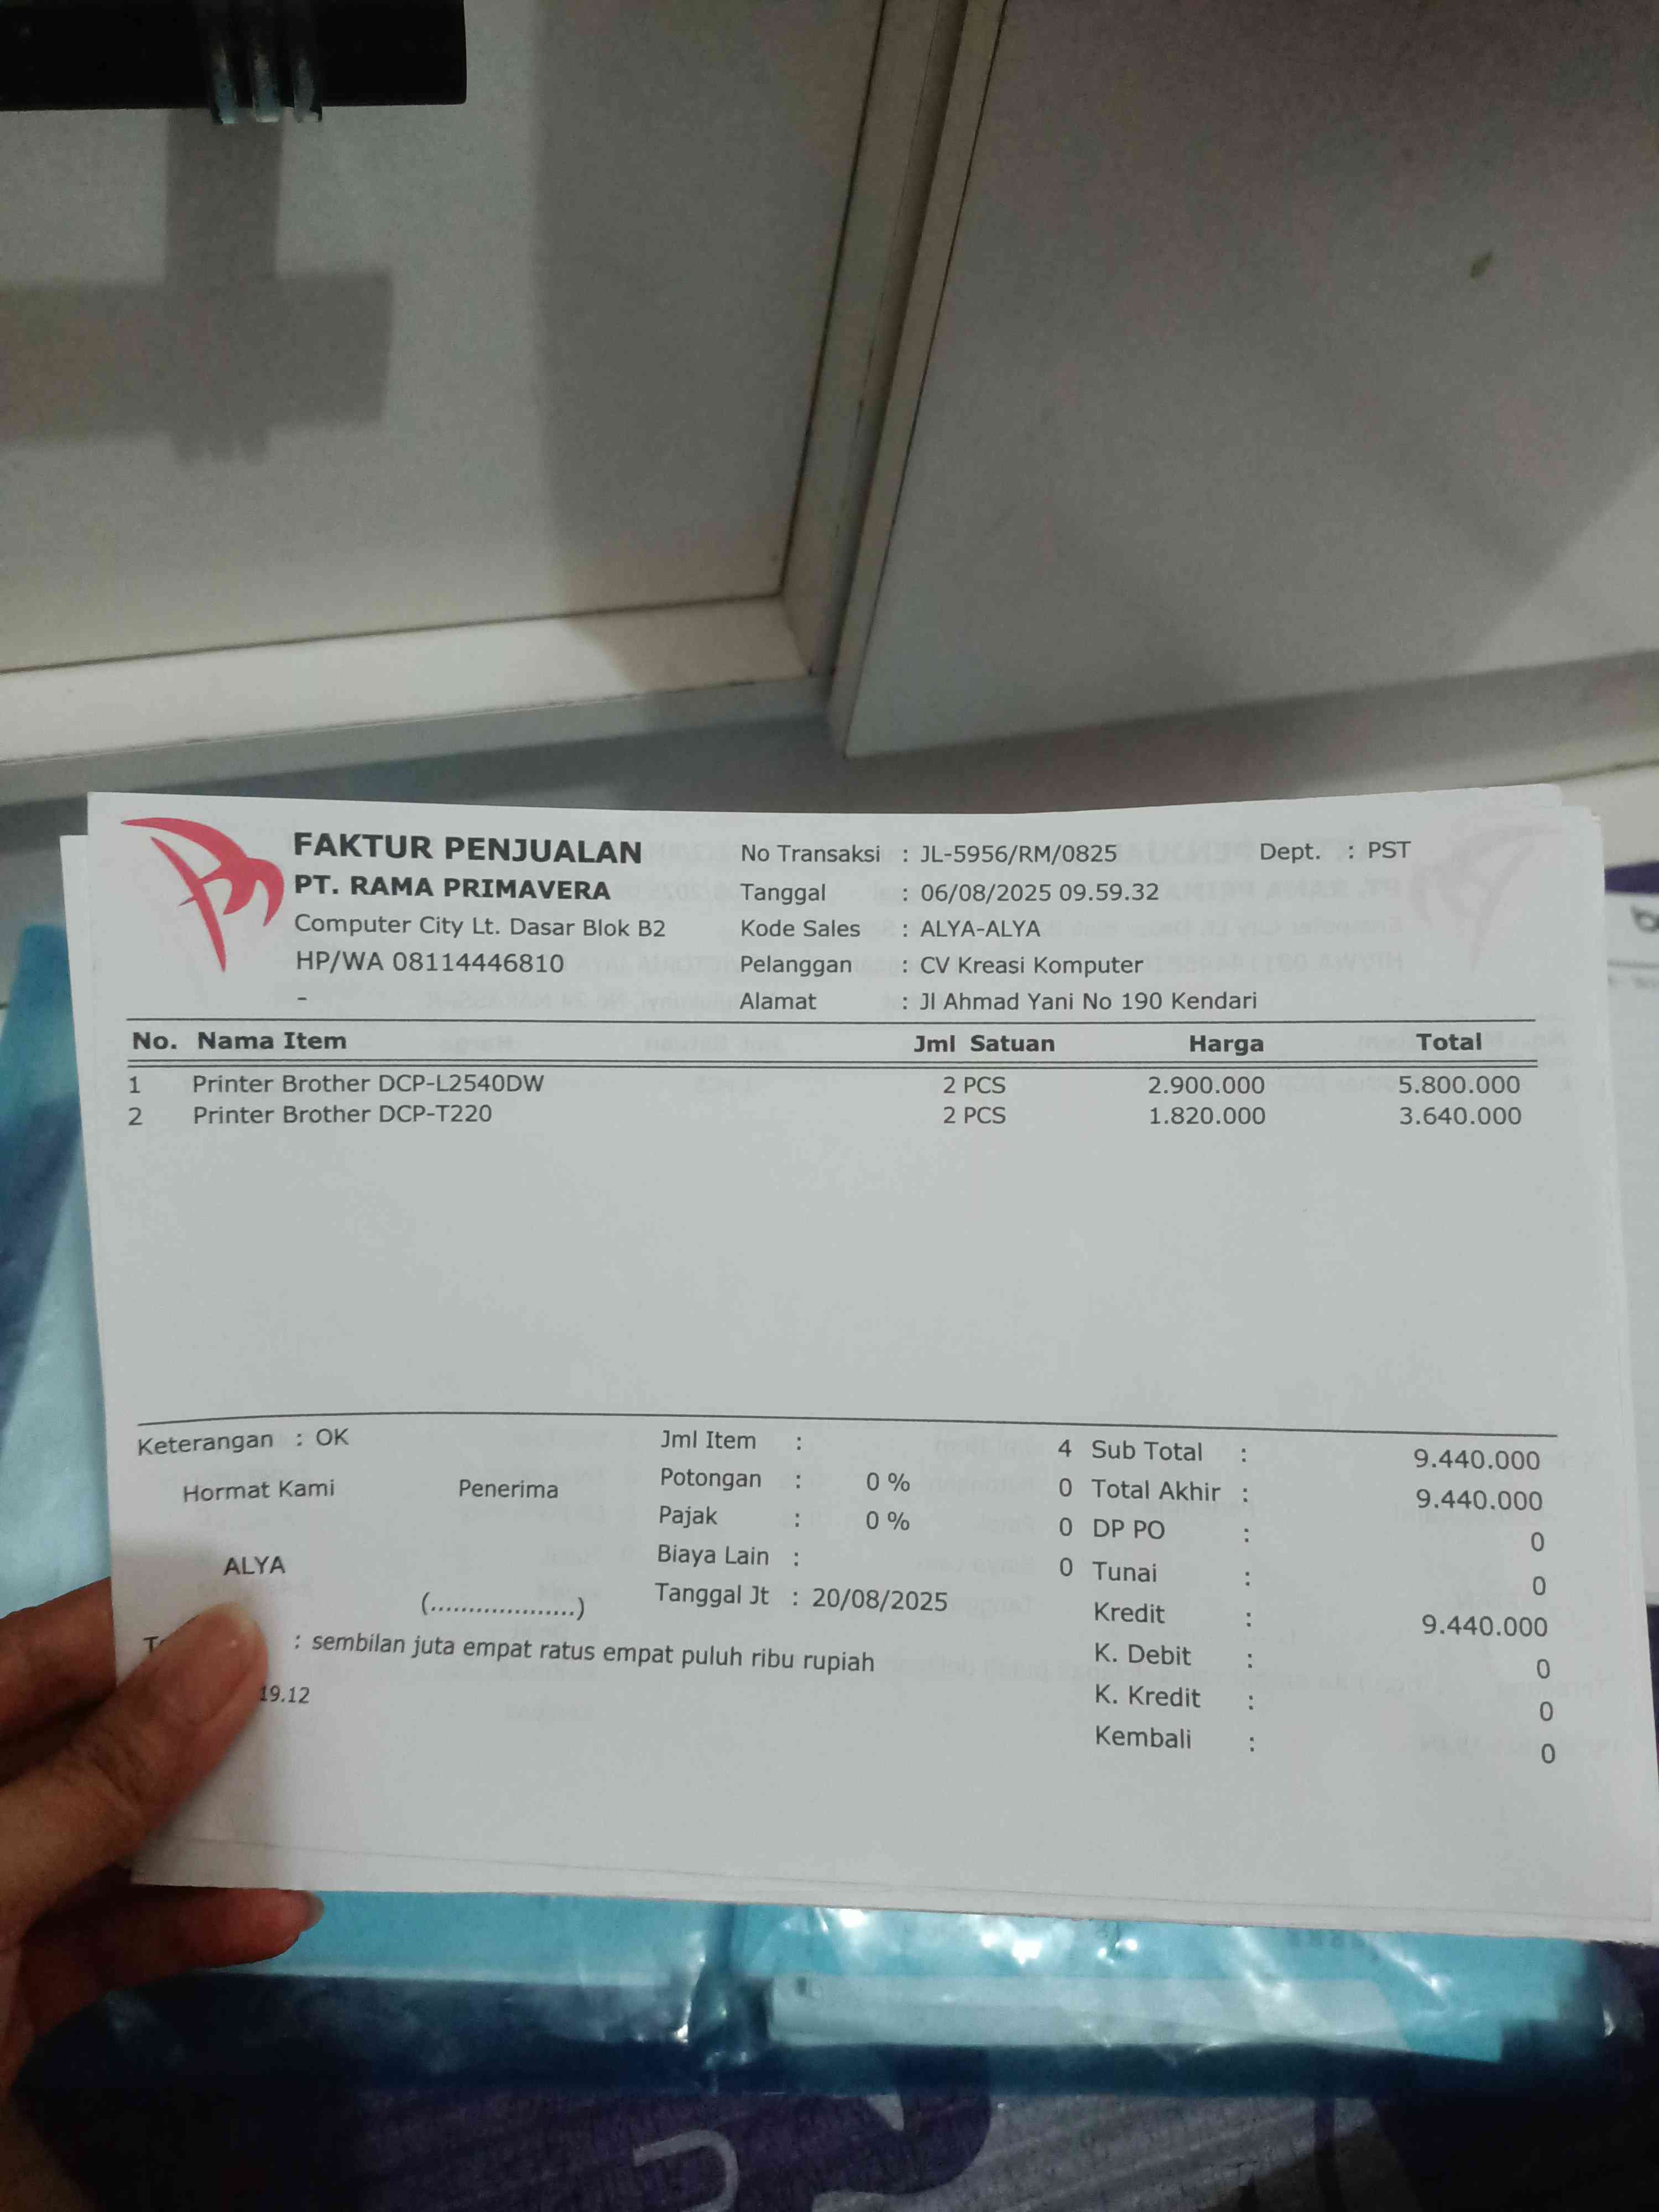 FAKTUR PENJUALAN
PT. RAMA PRIMAVERA
Computer City Lt. Dasar Blok B2
HP/WA 08114446810
-
No Transaksi : JL-5956/RM/0825 Dept. : PST
Tanggal : 06/08/2025 09.59.32
Kode Sales : ALYA-ALYA
Pelanggan : CV Kreasi Komputer
Alamat : Jl Ahmad Yani No 190 Kendari
No. Nama Item Jml Satuan Harga Total
1 Printer Brother DCP-L2540DW 2 PCS 2.900.000 5.800.000
2 Printer Brother DCP-T220 2 PCS 1.820.000 3.640.000
Keterangan : OK
Hormat Kami Penerima
ALYA
(...................)
Jml Item : 4
Potongan : 0 % 0
Pajak : 0 % 0
Biaya Lain : 0
Tanggal Jt : 20/08/2025
Sub Total : 9.440.000
Total Akhir : 9.440.000
DP PO : 0
Tunai : 0
Kredit : 9.440.000
K. Debit : 0
K. Kredit : 0
Kembali : 0
: sembilan juta empat ratus empat puluh ribu rupiah
19.12